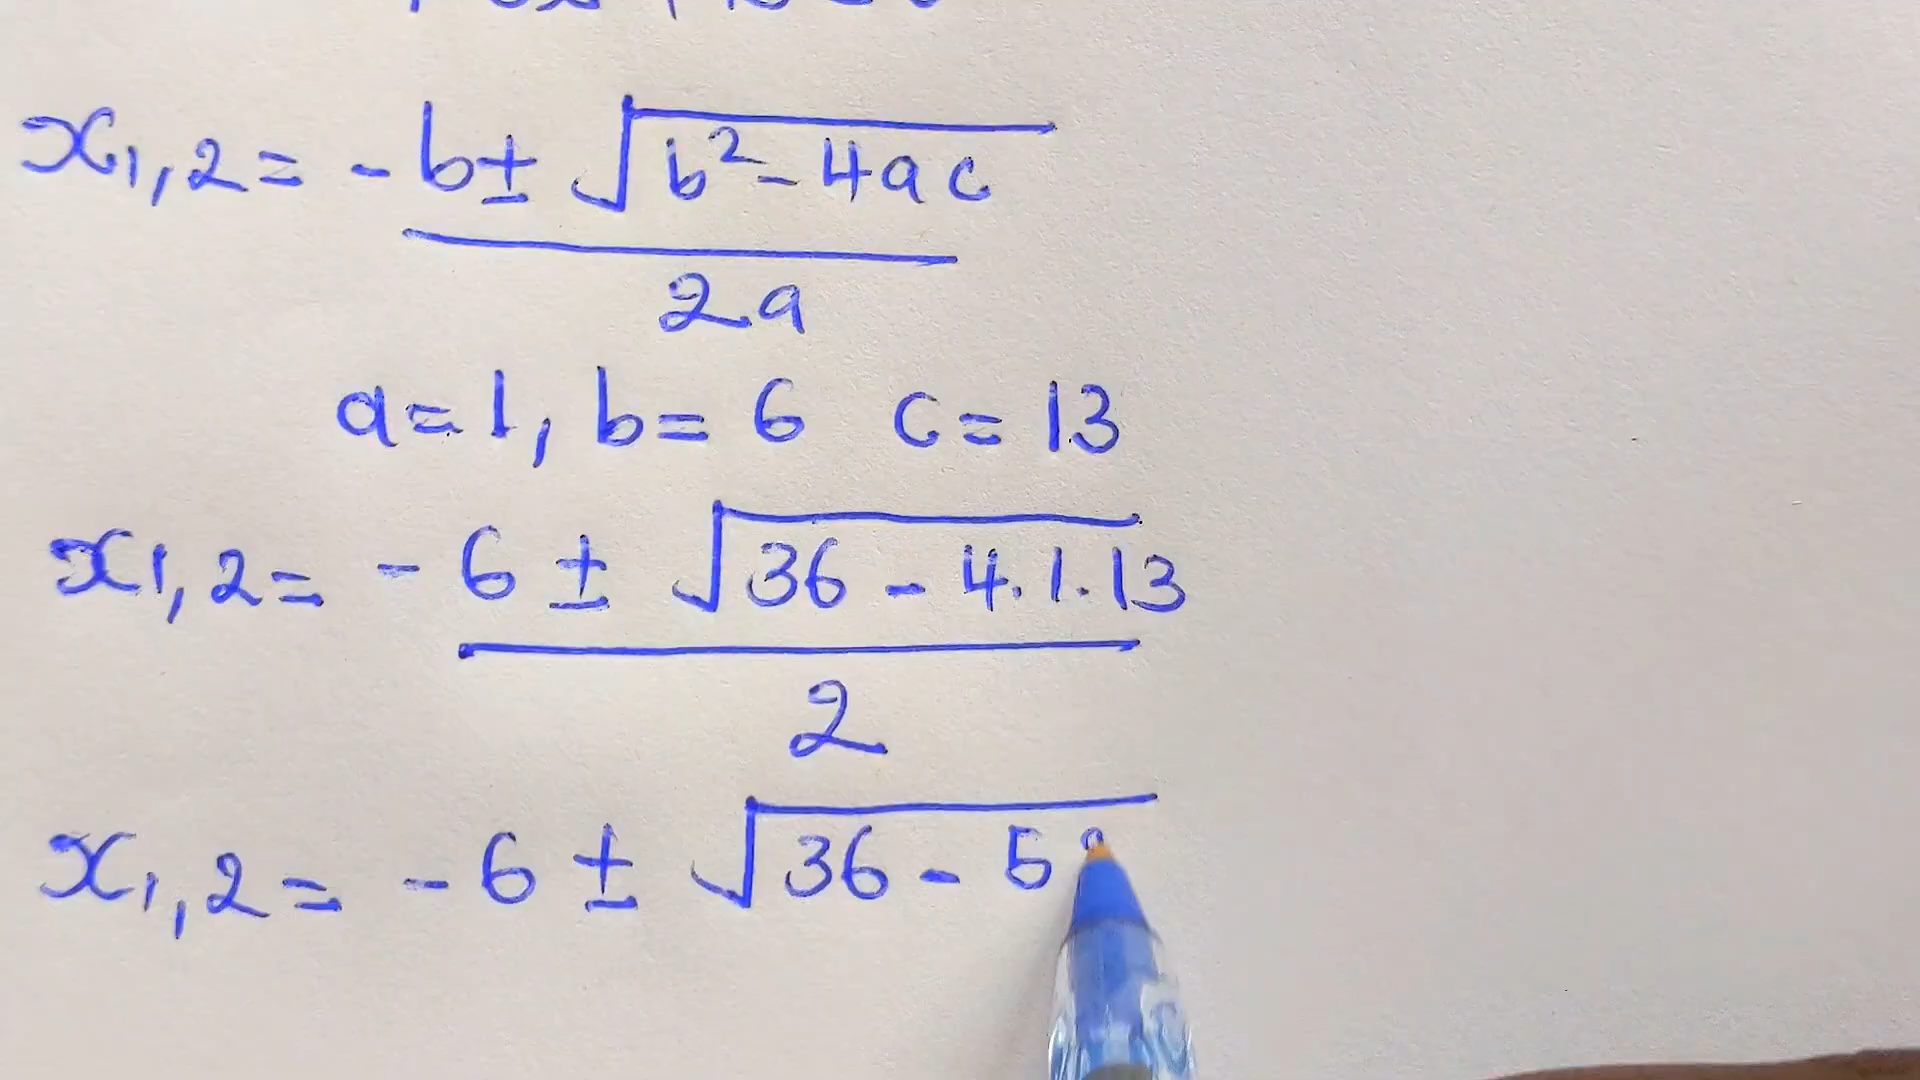 x1,2 = -b± √b²-4ac
2a
a=1, b= 6 c= 13
x1,2= - 6 ± √36 - 4.1.13
2
x1,2= - 6 ± √36 - 5